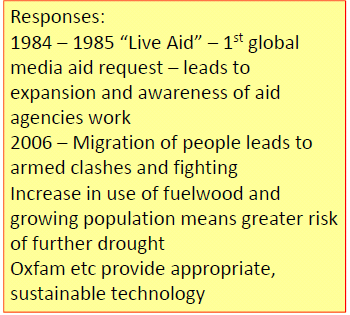 Responses:
1984 – 1985 “Live Aid” – 1st global
media aid request – leads to
expansion and awareness of aid
agencies work
2006 – Migration of people leads to
armed clashes and fighting
Increase in use of fuelwood and
growing population means greater risk
of further drought
Oxfam etc provide appropriate,
sustainable technology